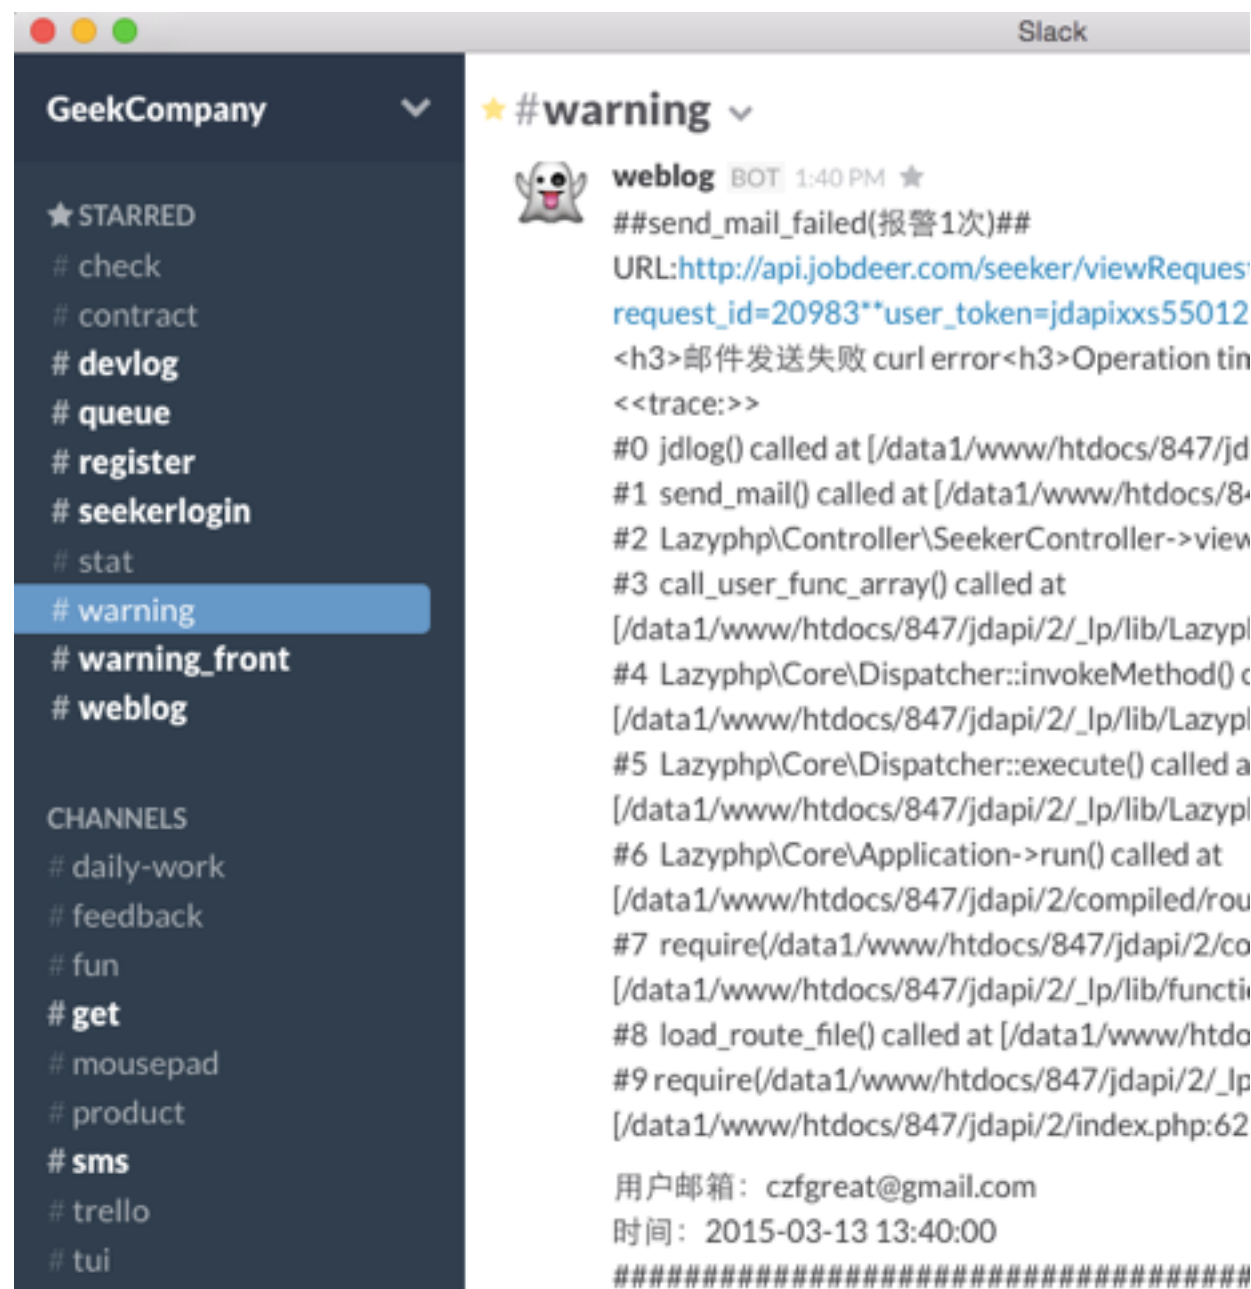 Slack
GeekCompany
STARRED
# check
# contract
# devlog
# queue
# register
# seekerlogin
# stat
# warning
# warning_front
# weblog
CHANNELS
# daily-work
# feedback
# fun
# get
# mousepad
# product
# sms
# trello
# tui
#warning
weblog BOT 1:40 PM
##send_mail_failed(报警1次)##
URL:http://api.jobdeer.com/seeker/viewRequest
request_id=20983**user_token=jdapixxs55012
<h3>邮件发送失败 curl error<h3>Operation tim
<<trace:>>
#0 jdlog() called at [/data1/www/htdocs/847/jd
#1 send_mail() called at [/data1/www/htdocs/84
#2 Lazyphp\Controller\SeekerController->view
#3 call_user_func_array() called at
[/data1/www/htdocs/847/jdapi/2/_lp/lib/Lazyp
#4 Lazyphp\Core\Dispatcher::invokeMethod() c
[/data1/www/htdocs/847/jdapi/2/_lp/lib/Lazyp
#5 Lazyphp\Core\Dispatcher::execute() called a
[/data1/www/htdocs/847/jdapi/2/_lp/lib/Lazyp
#6 Lazyphp\Core\Application->run() called at
[/data1/www/htdocs/847/jdapi/2/compiled/rou
#7 require(/data1/www/htdocs/847/jdapi/2/co
[/data1/www/htdocs/847/jdapi/2/_lp/lib/functi
#8 load_route_file() called at [/data1/www/htdo
#9 require(/data1/www/htdocs/847/jdapi/2/_lp
[/data1/www/htdocs/847/jdapi/2/index.php:62
用户邮箱：czfgreat@gmail.com
时间：2015-03-13 13:40:00
####################################